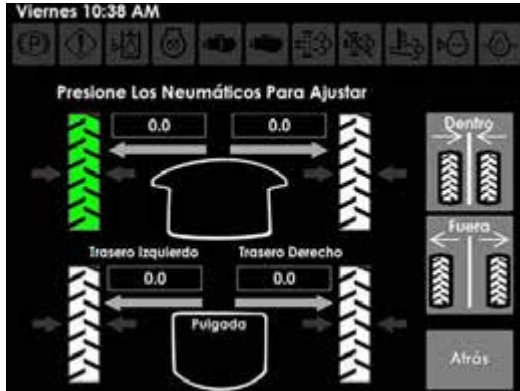 Viernes 10:38 AM
Presione Los Neumáticos Para Ajustar
0.0 0.0
Dentro
Trasero Izquierdo Trasero Derecho
Fuera
0.0 0.0
Pulgada
Atrás